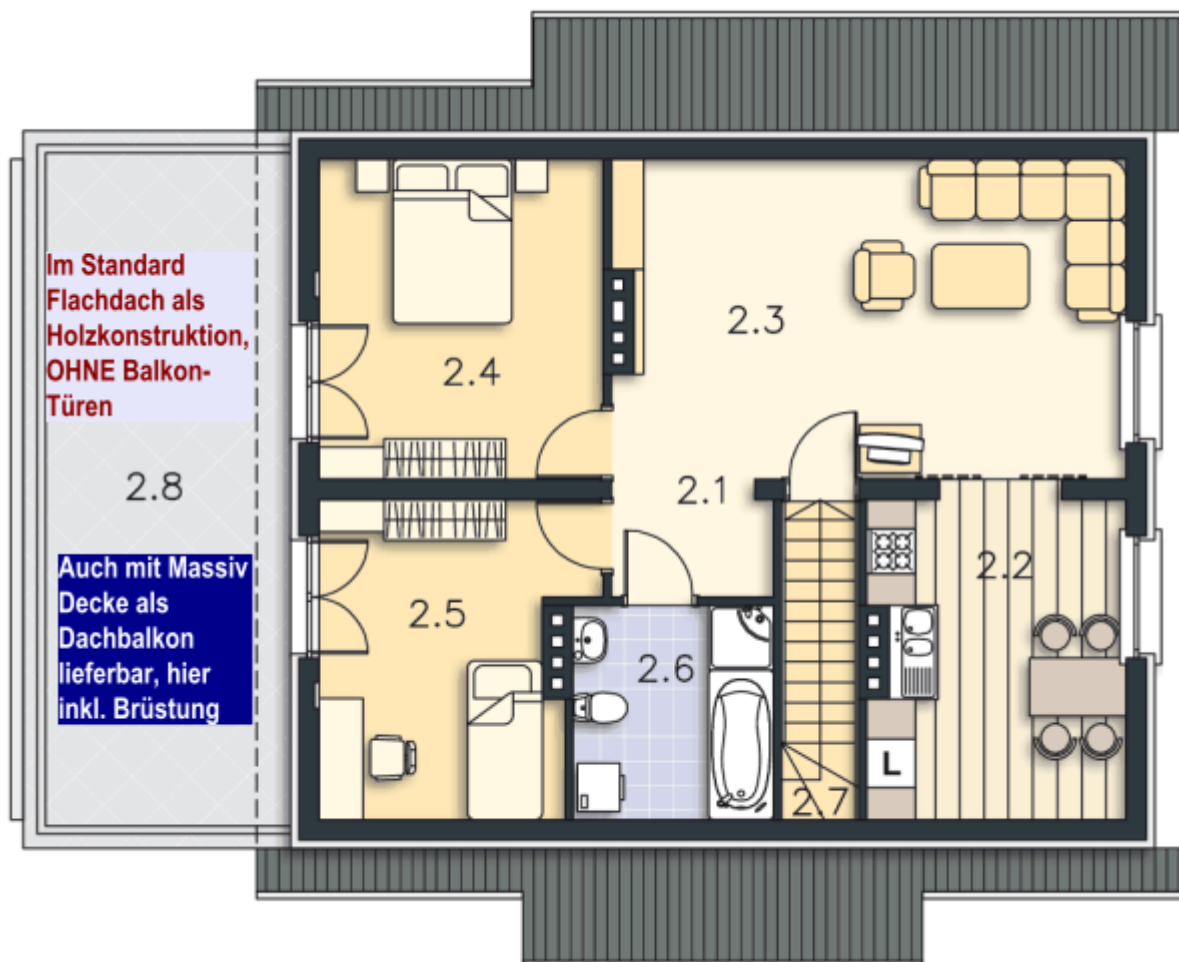 Im Standard
Flachdach als
Holzkonstruktion,
OHNE Balkon-
Türen
2.8
Auch mit Massiv
Decke als
Dachbalkon
lieferbar, hier
inkl. Brüstung
2.4
2.3
2.1
2.2
2.5
2.6
L
2.7